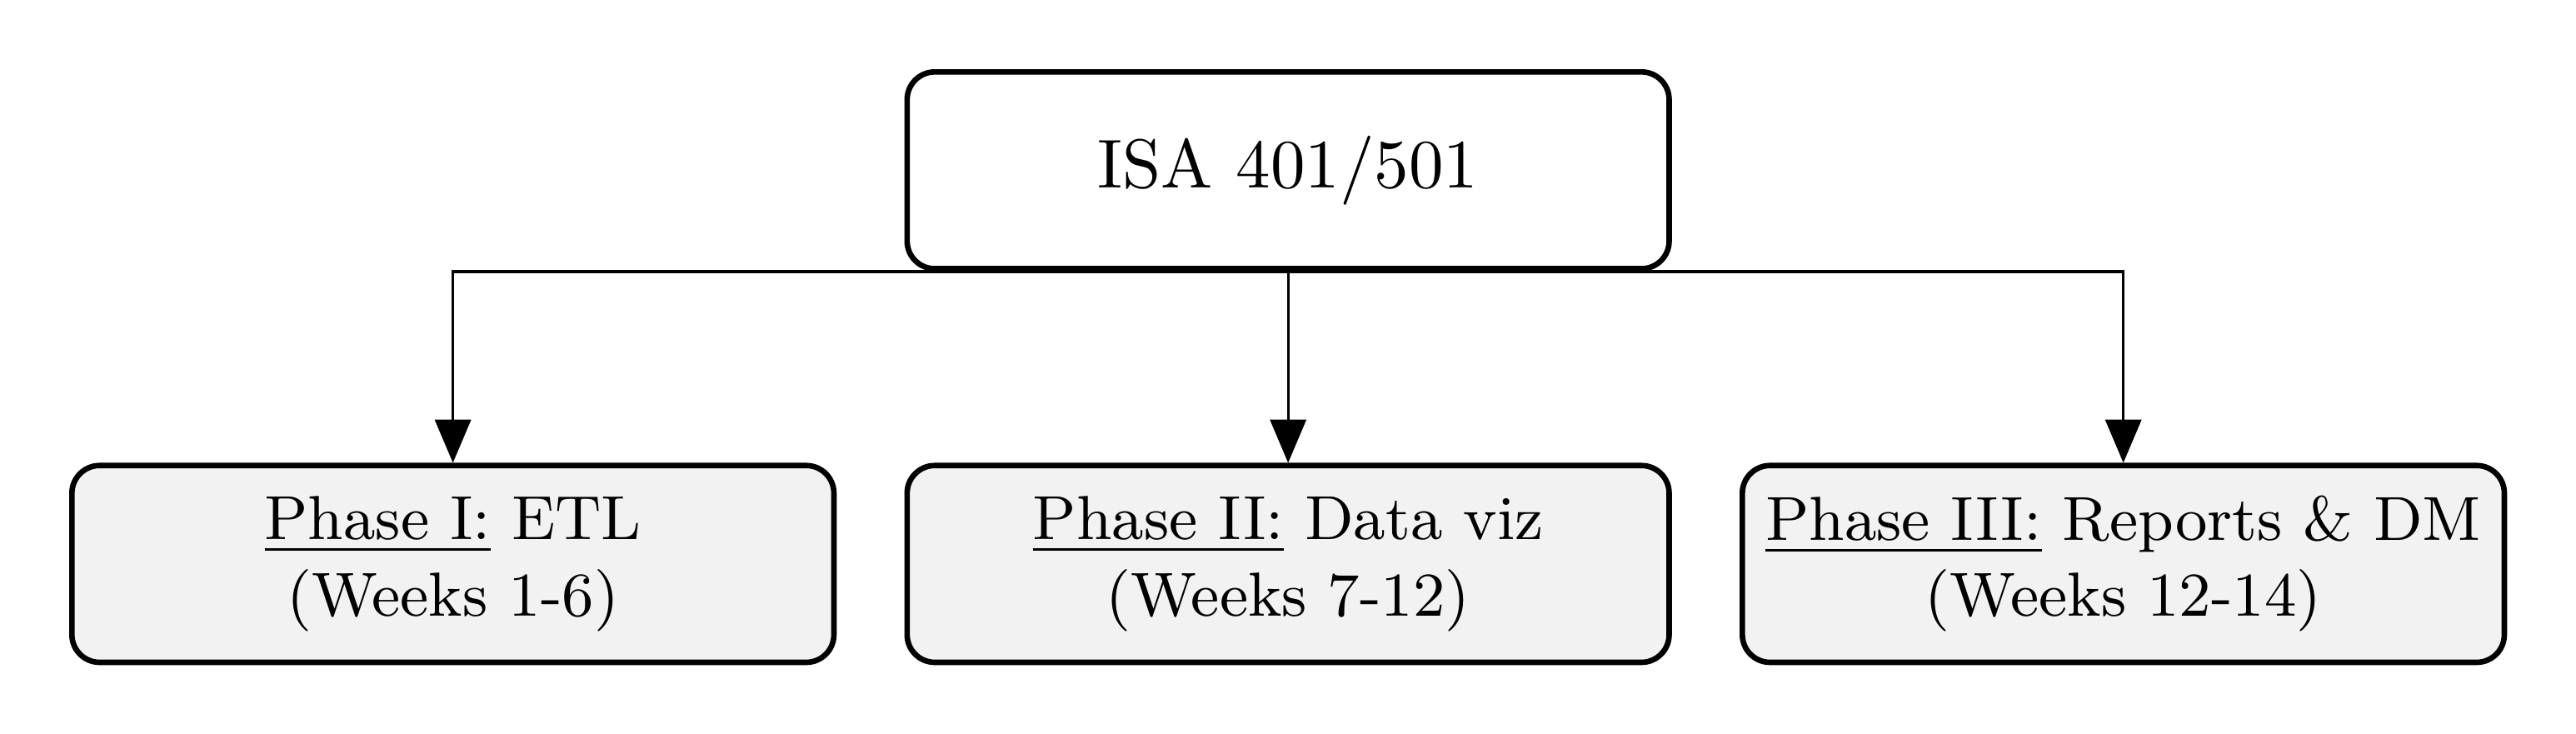 ISA 401/501
Phase I: ETL
(Weeks 1-6)
Phase II: Data viz
(Weeks 7-12)
Phase III: Reports & DM
(Weeks 12-14)